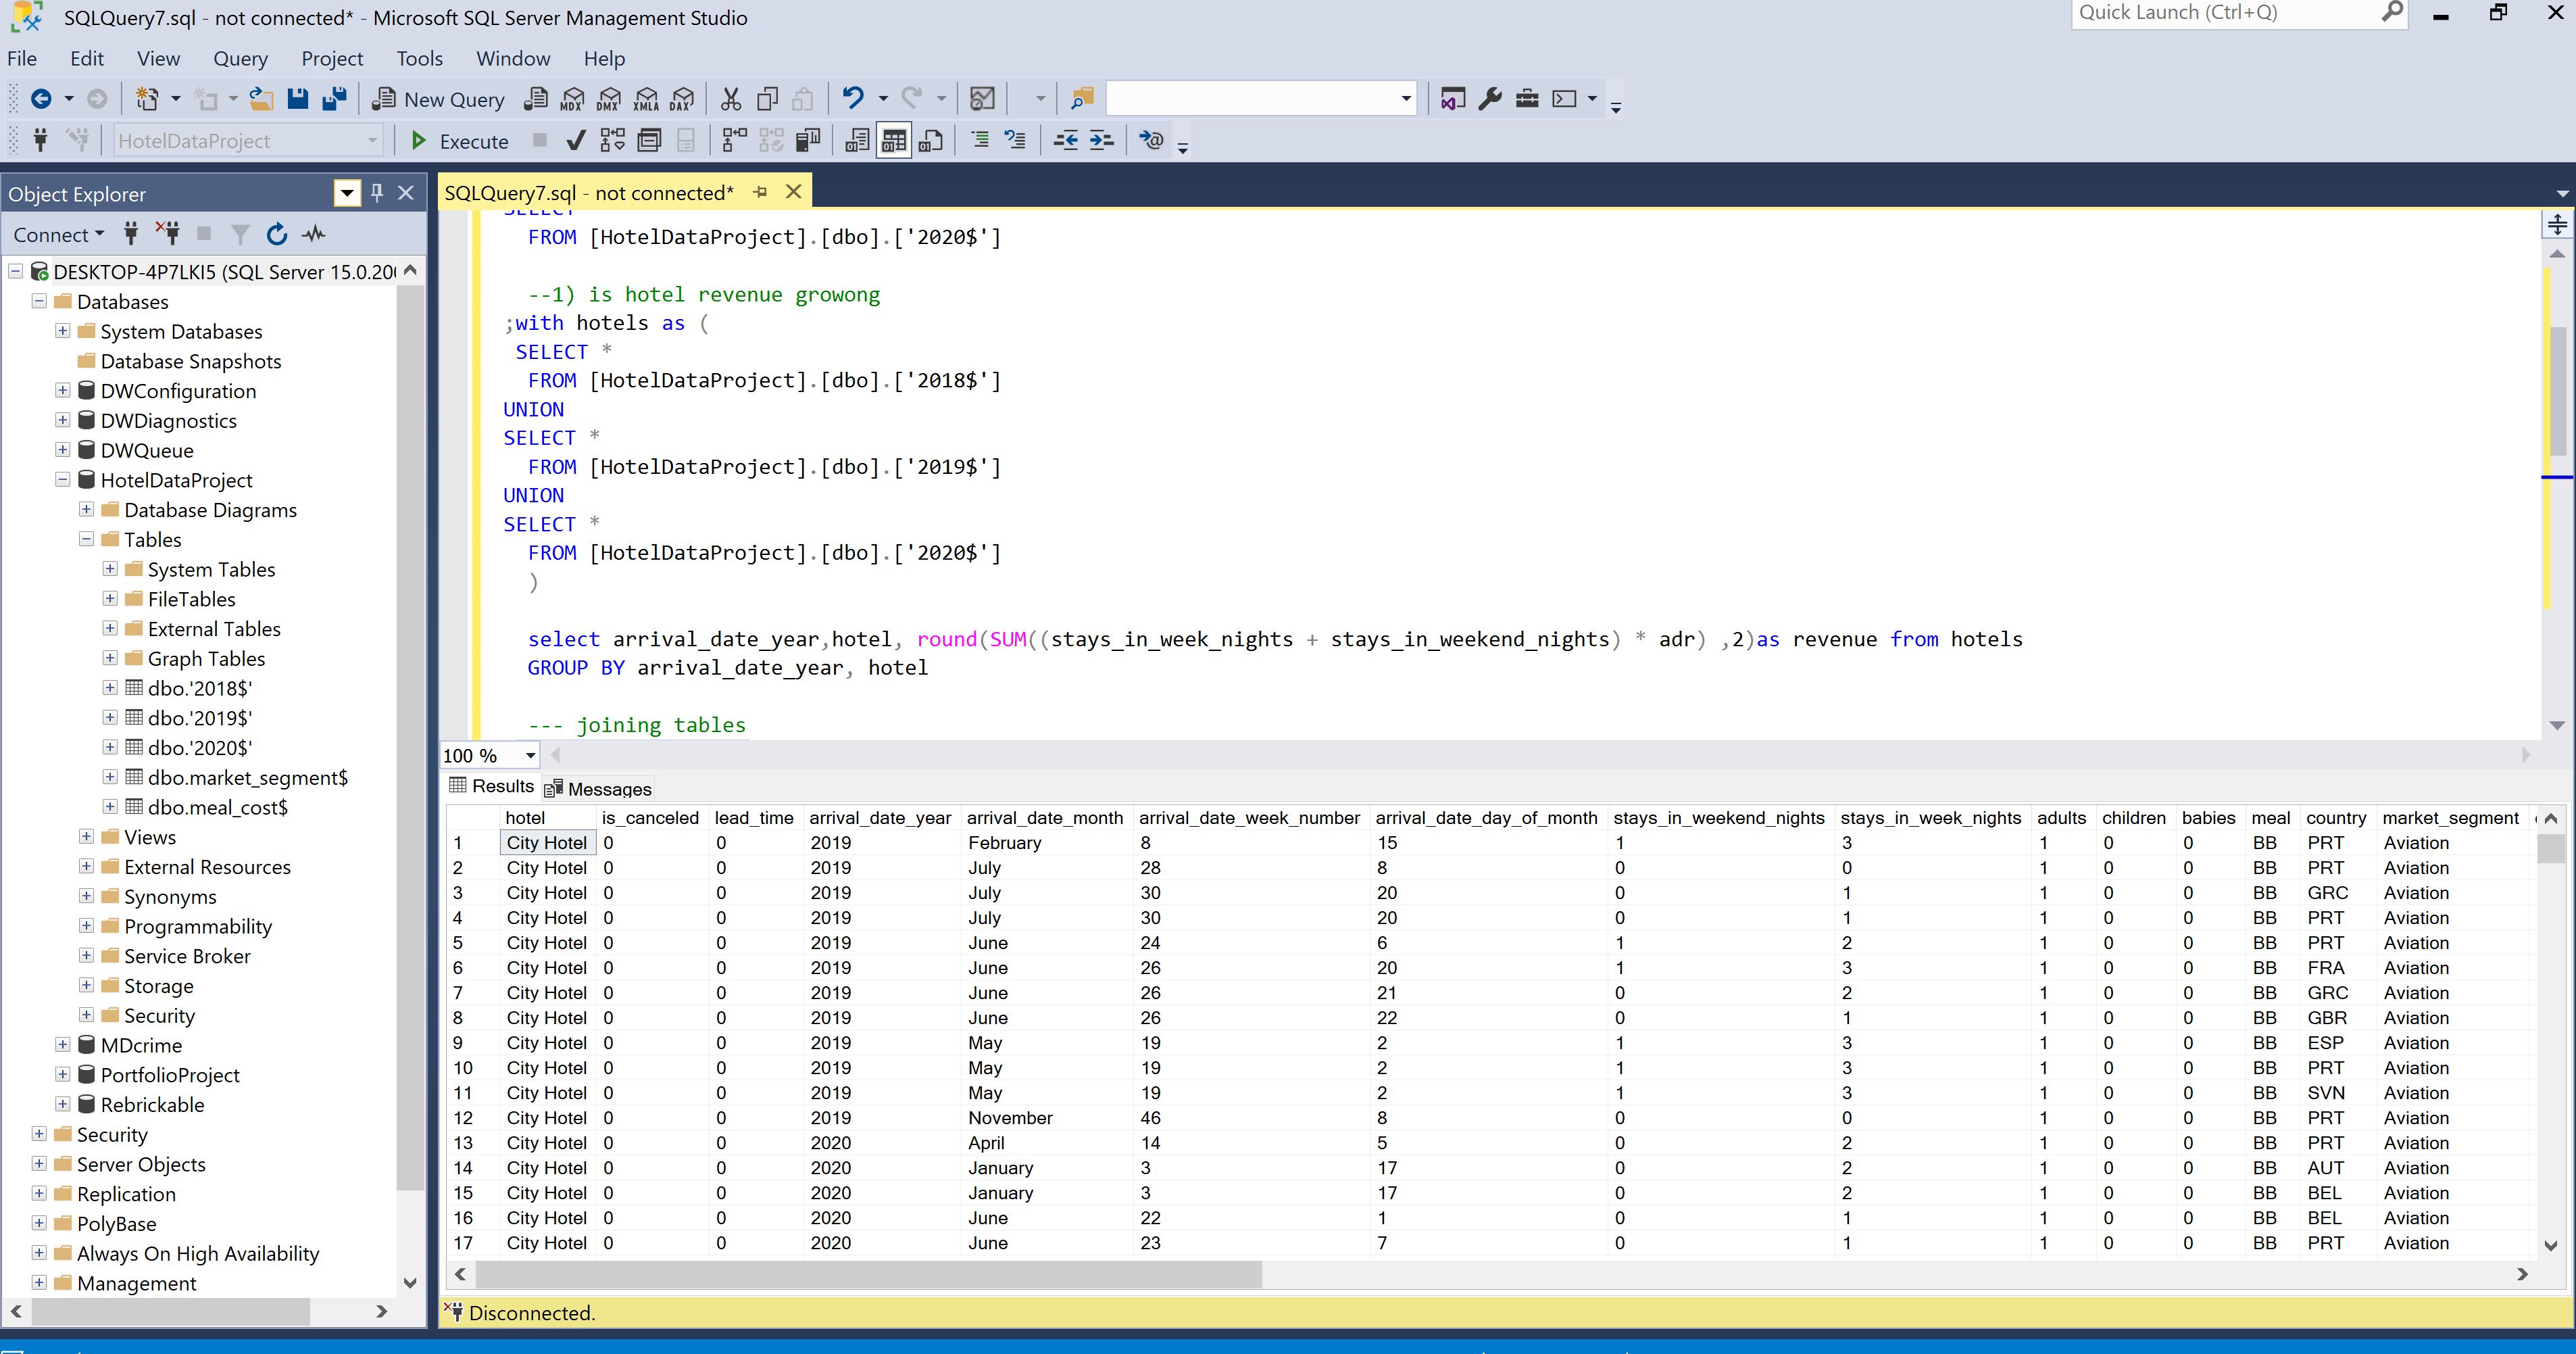 SQLQuery7.sql - not connected* - Microsoft SQL Server Management Studio
Quick Launch (Ctrl+Q)
File Edit View Query Project Tools Window Help
New Query MDX DMX XMLA DAX
HotelDataProject Execute
Object Explorer
Connect
DESKTOP-4P7LKI5 (SQL Server 15.0.200
Databases
System Databases
Database Snapshots
DWConfiguration
DWDiagnostics
DWQueue
HotelDataProject
Database Diagrams
Tables
System Tables
FileTables
External Tables
Graph Tables
dbo.'2018$'
dbo.'2019$'
dbo.'2020$'
dbo.market_segment$
dbo.meal_cost$
Views
External Resources
Synonyms
Programmability
Service Broker
Storage
Security
MDcrime
PortfolioProject
Rebrickable
Security
Server Objects
Replication
PolyBase
Always On High Availability
Management
SQLQuery7.sql - not connected*
SELECT
FROM [HotelDataProject].[dbo].['2020$']
--1) is hotel revenue growong
;with hotels as (
SELECT *
FROM [HotelDataProject].[dbo].['2018$']
UNION
SELECT *
FROM [HotelDataProject].[dbo].['2019$']
UNION
SELECT *
FROM [HotelDataProject].[dbo].['2020$']
)
select arrival_date_year,hotel, round(SUM((stays_in_week_nights + stays_in_weekend_nights) * adr) ,2)as revenue from hotels
GROUP BY arrival_date_year, hotel
--- joining tables
100 %
Results Messages
hotel is_canceled lead_time arrival_date_year arrival_date_month arrival_date_week_number arrival_date_day_of_month stays_in_weekend_nights stays_in_week_nights adults children babies meal country market_segment
1 City Hotel 0 0 2019 February 8 15 1 3 1 0 0 BB PRT Aviation
2 City Hotel 0 0 2019 July 28 8 0 0 1 0 0 BB PRT Aviation
3 City Hotel 0 0 2019 July 30 20 0 1 1 0 0 BB GRC Aviation
4 City Hotel 0 0 2019 July 30 20 0 1 1 0 0 BB PRT Aviation
5 City Hotel 0 0 2019 June 24 6 1 2 1 0 0 BB PRT Aviation
6 City Hotel 0 0 2019 June 26 20 1 3 1 0 0 BB FRA Aviation
7 City Hotel 0 0 2019 June 26 21 0 2 1 0 0 BB GRC Aviation
8 City Hotel 0 0 2019 June 26 22 0 1 1 0 0 BB GBR Aviation
9 City Hotel 0 0 2019 May 19 2 1 3 1 0 0 BB ESP Aviation
10 City Hotel 0 0 2019 May 19 2 1 3 1 0 0 BB PRT Aviation
11 City Hotel 0 0 2019 May 19 2 1 3 1 0 0 BB SVN Aviation
12 City Hotel 0 0 2019 November 46 8 0 0 1 0 0 BB PRT Aviation
13 City Hotel 0 0 2020 April 14 5 0 2 1 0 0 BB PRT Aviation
14 City Hotel 0 0 2020 January 3 17 0 2 1 0 0 BB AUT Aviation
15 City Hotel 0 0 2020 January 3 17 0 2 1 0 0 BB BEL Aviation
16 City Hotel 0 0 2020 June 22 1 0 1 1 0 0 BB BEL Aviation
17 City Hotel 0 0 2020 June 23 7 0 1 1 0 0 BB PRT Aviation
Disconnected.